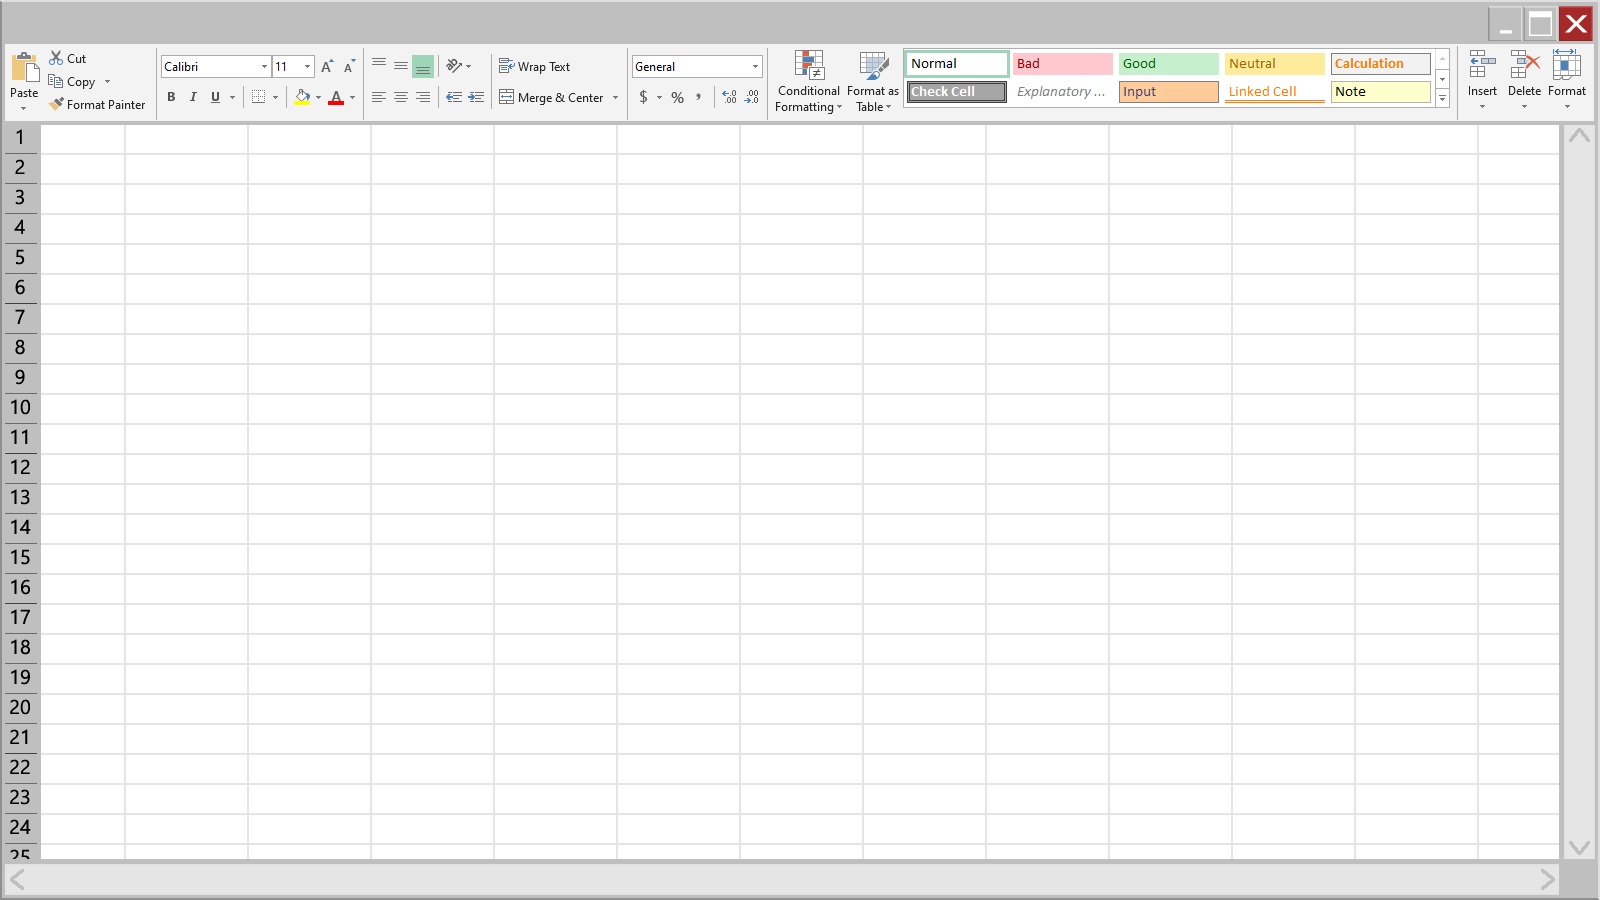 Cut
Copy
Paste
Format Painter
Calibri
11
A A
B I U A
Wrap Text
Merge & Center
General
$ % ,
Conditional
Formatting
Format as
Table
Normal
Bad
Good
Neutral
Calculation
Check Cell
Explanatory ...
Input
Linked Cell
Note
Insert
Delete
Format
1
2
3
4
5
6
7
8
9
10
11
12
13
14
15
16
17
18
19
20
21
22
23
24
25